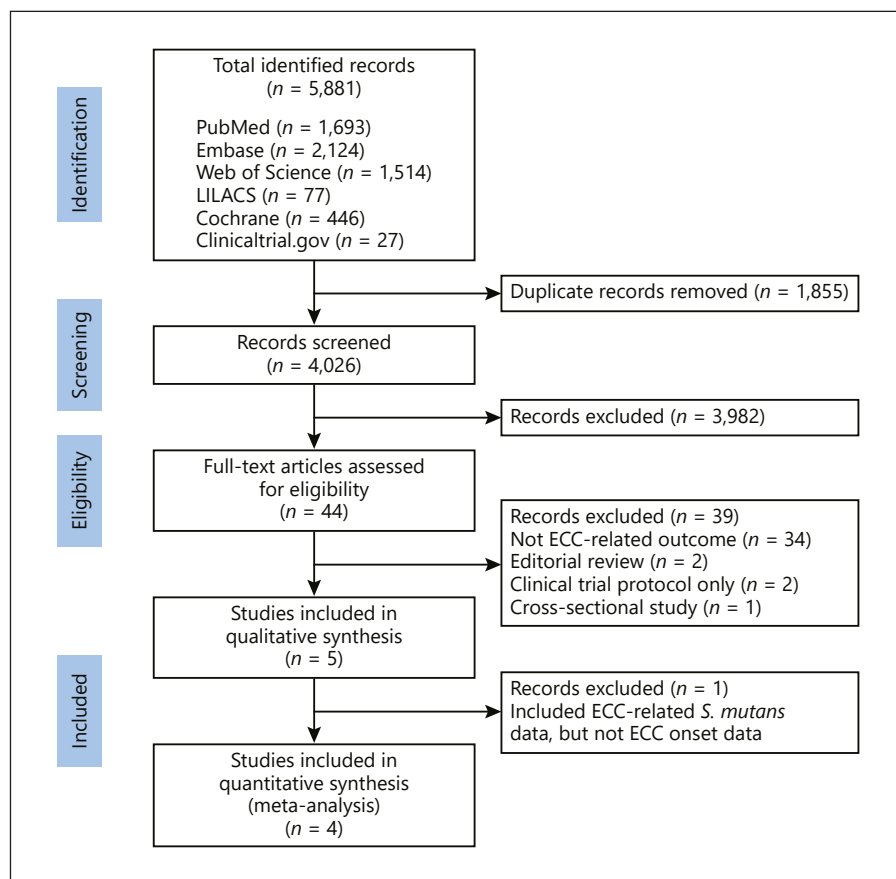 Identification
Total identified records
(n = 5,881)
PubMed (n = 1,693)
Embase (n = 2,124)
Web of Science (n = 1,514)
LILACS (n = 77)
Cochrane (n = 446)
Clinicaltrial.gov (n = 27)
Duplicate records removed (n = 1,855)
Screening
Records screened
(n = 4,026)
Records excluded (n = 3,982)
Eligibility
Full-text articles assessed
for eligibility
(n = 44)
Records excluded (n = 39)
Not ECC-related outcome (n = 34)
Editorial review (n = 2)
Clinical trial protocol only (n = 2)
Cross-sectional study (n = 1)
Studies included in
qualitative synthesis
(n = 5)
Included
Records excluded (n = 1)
Included ECC-related S. mutans
data, but not ECC onset data
Studies included in
quantitative synthesis
(meta-analysis)
(n = 4)